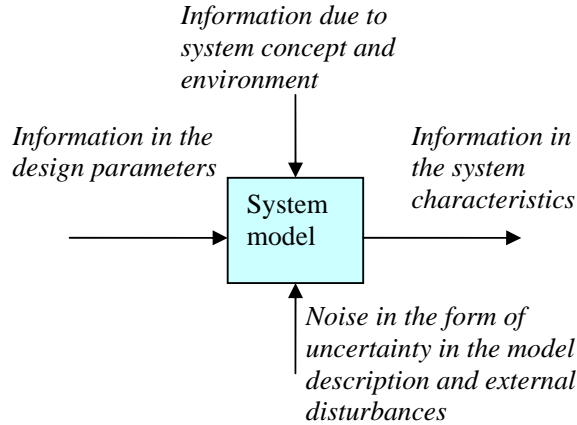 Information due to
system concept and
environment
Information in the
design parameters
Information in
the system
characteristics
System
model
Noise in the form of
uncertainty in the model
description and external
disturbances